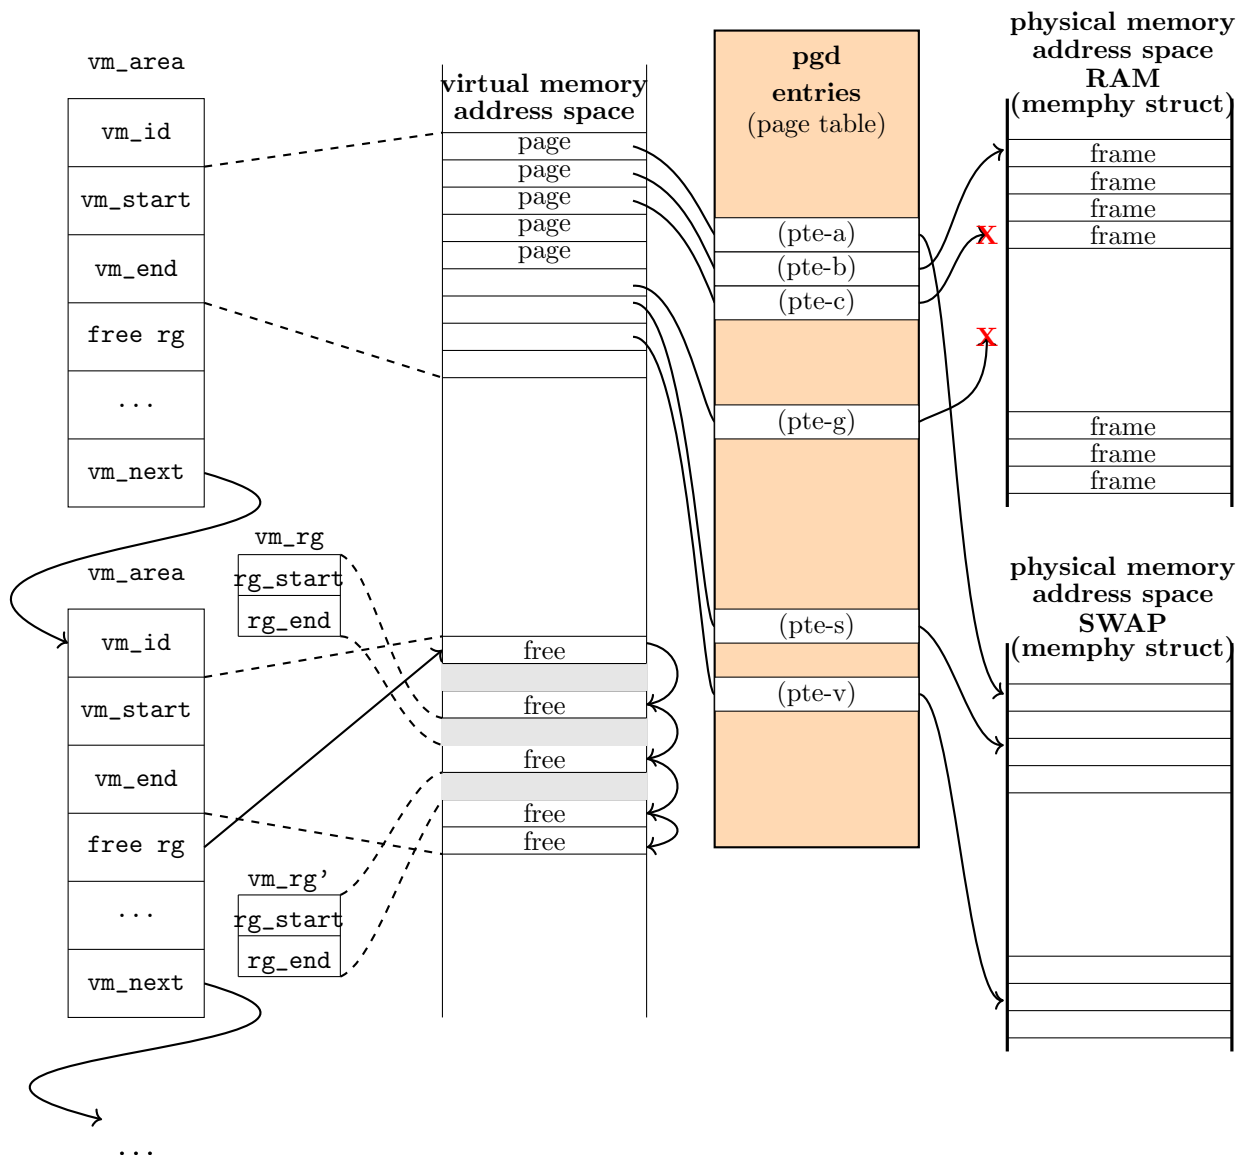 vm_area
vm_id
vm_start
vm_end
free rg
...
vm_next
vm_area
vm_id
vm_start
vm_end
free rg
...
vm_next
...
vm_rg
rg_start
rg_end
vm_rg'
rg_start
rg_end
virtual memory
address space
page
page
page
page
page
free
free
free
free
free
pgd
entries
(page table)
(pte-a)
(pte-b)
(pte-c)
(pte-g)
(pte-s)
(pte-v)
physical memory
address space
RAM
(memphy struct)
frame
frame
frame
X frame
X
frame
frame
frame
physical memory
address space
SWAP
(memphy struct)